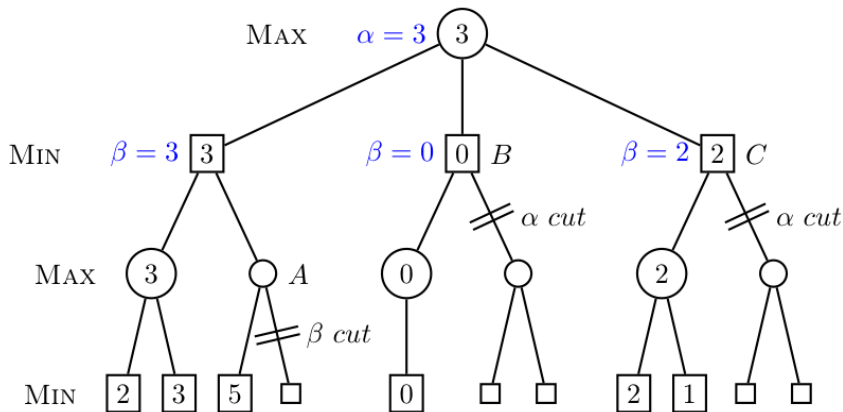 MAX α = 3 3
MIN β = 3 3 β = 0 0 B β = 2 2 C
α cut α cut
MAX 3 A 0 2
β cut
MIN 2 3 5 0 2 1